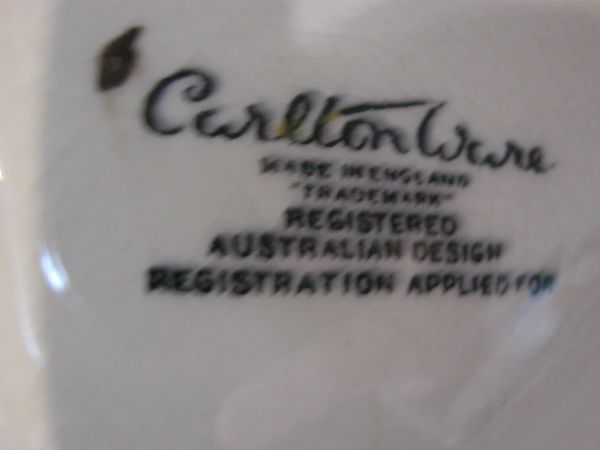 Carlton Ware
MADE IN ENGLAND
"TRADEMARK"
REGISTERED
AUSTRALIAN DESIGN
REGISTRATION APPLIED FOR